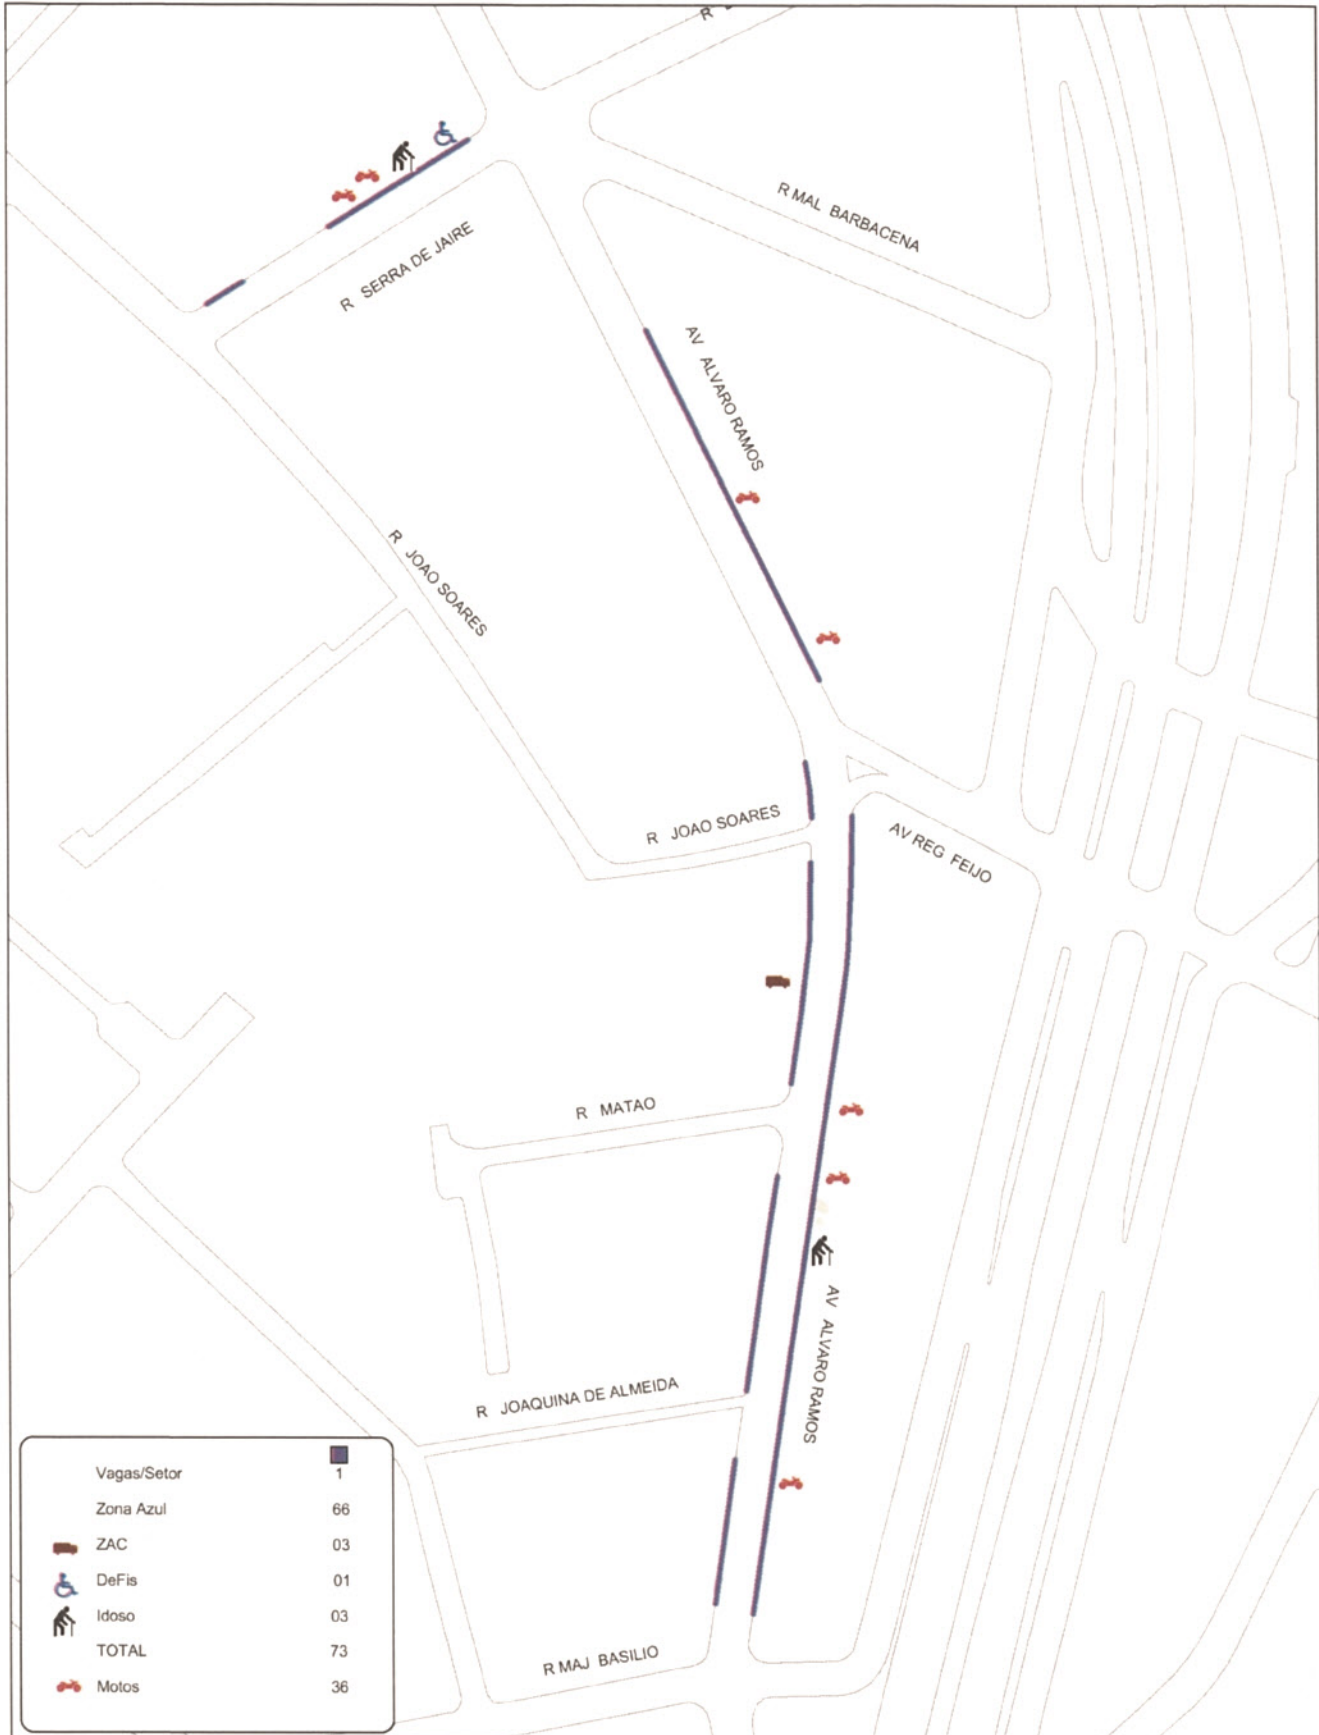 R SERRA DE JAIRE
R MAL BARBACENA
AV ALVARO RAMOS
R JOAO SOARES
R JOAO SOARES
AV REG FEIJO
R MATAO
AV ALVARO RAMOS
R JOAQUINA DE ALMEIDA
R MAJ BASILIO
Vagas/Setor 1
Zona Azul 66
ZAC 03
DeFis 01
Idoso 03
TOTAL 73
Motos 36